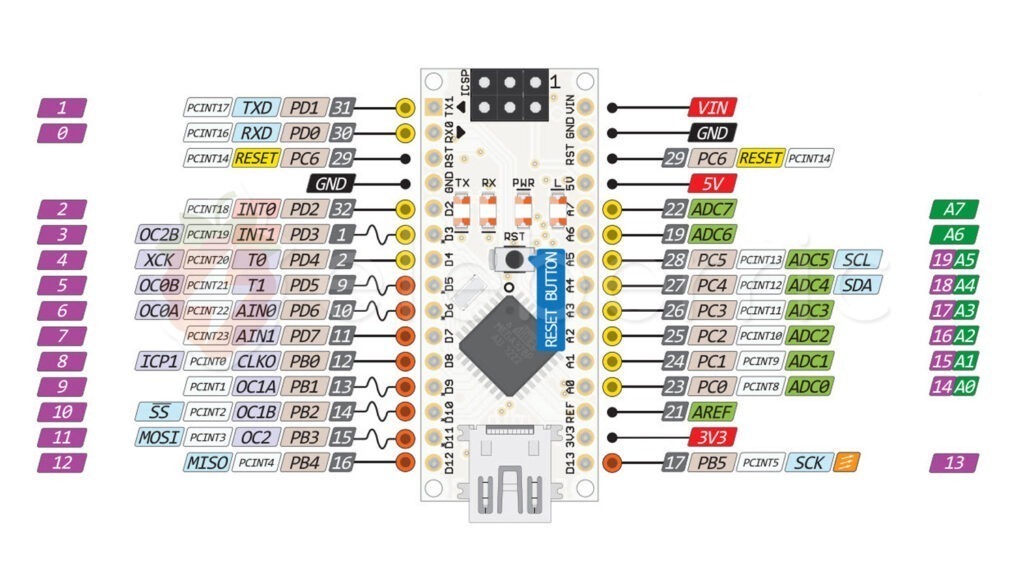 ICSP 1
1 PCINT17 TXD PD1 31 TX1 VIN VIN
0 PCINT16 RXD PD0 30 RX0 GND GND
PCINT14 RESET PC6 29 RST RST 29 PC6 RESET PCINT14
GND GND 5V 5V
TX RX PWR L
2 PCINT18 INT0 PD2 32 D2 A7 22 ADC7 A7
3 OC2B PCINT19 INT1 PD3 1 D3 A6 19 ADC6 A6
RST
4 XCK PCINT20 T0 PD4 2 D4 A5 28 PC5 PCINT13 ADC5 SCL 19 A5
5 OC0B PCINT21 T1 PD5 9 D5 A4 27 PC4 PCINT12 ADC4 SDA 18 A4
RESET BUTTON
6 OC0A PCINT22 AIN0 PD6 10 D6 A3 26 PC3 PCINT11 ADC3 17 A3
7 PCINT23 AIN1 PD7 11 D7 A2 25 PC2 PCINT10 ADC2 16 A2
8 ICP1 PCINT0 CLKO PB0 12 D8 A1 24 PC1 PCINT9 ADC1 15 A1
9 PCINT1 OC1A PB1 13 D9 A0 23 PC0 PCINT8 ADC0 14 A0
10 SS PCINT2 OC1B PB2 14 D10 REF 21 AREF
11 MOSI PCINT3 OC2 PB3 15 D11 3V3 3V3
12 MISO PCINT4 PB4 16 D12 D13 17 PB5 PCINT5 SCK 13